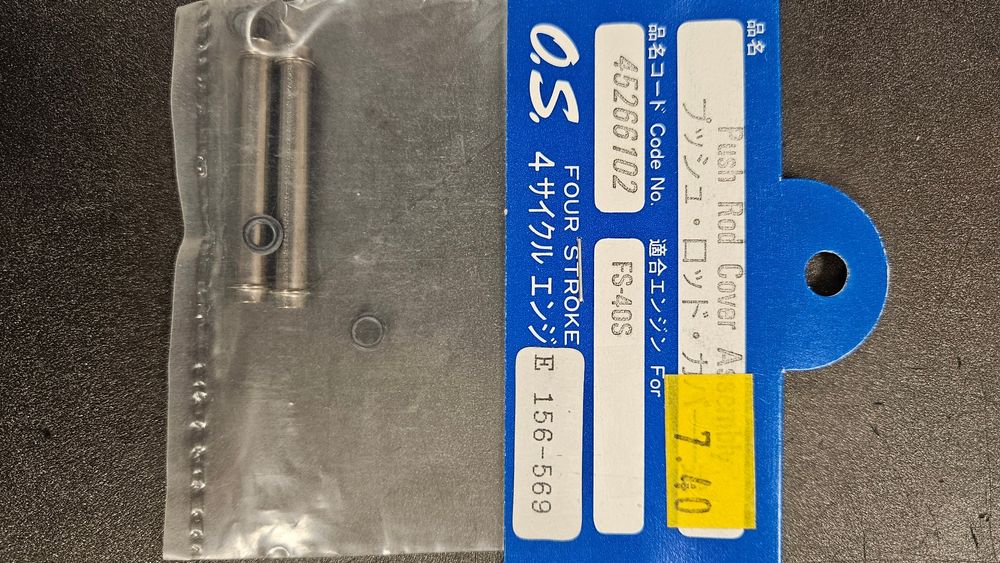 品名
Push Rod Cover Assembly
プッシュ・ロッド・カバー
品名コード Code No.
適合エンジン For
45266102
FS-40S
O.S.
FOUR STROKE
4サイクル エンジン
E 156-569
7.40